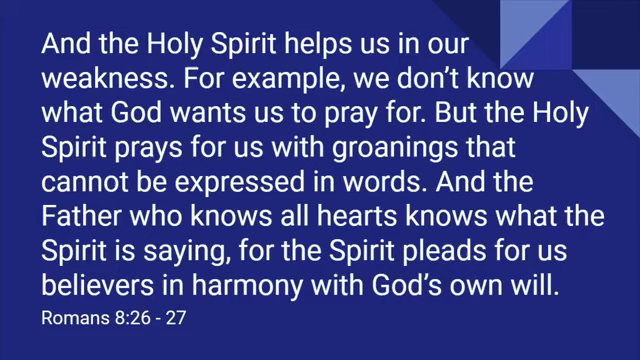 And the Holy Spirit helps us in our
weakness. For example, we don't know
what God wants us to pray for. But the Holy
Spirit prays for us with groanings that
cannot be expressed in words. And the
Father who knows all hearts knows what the
Spirit is saying, for the Spirit pleads for us
believers in harmony with God's own will.
Romans 8:26 - 27